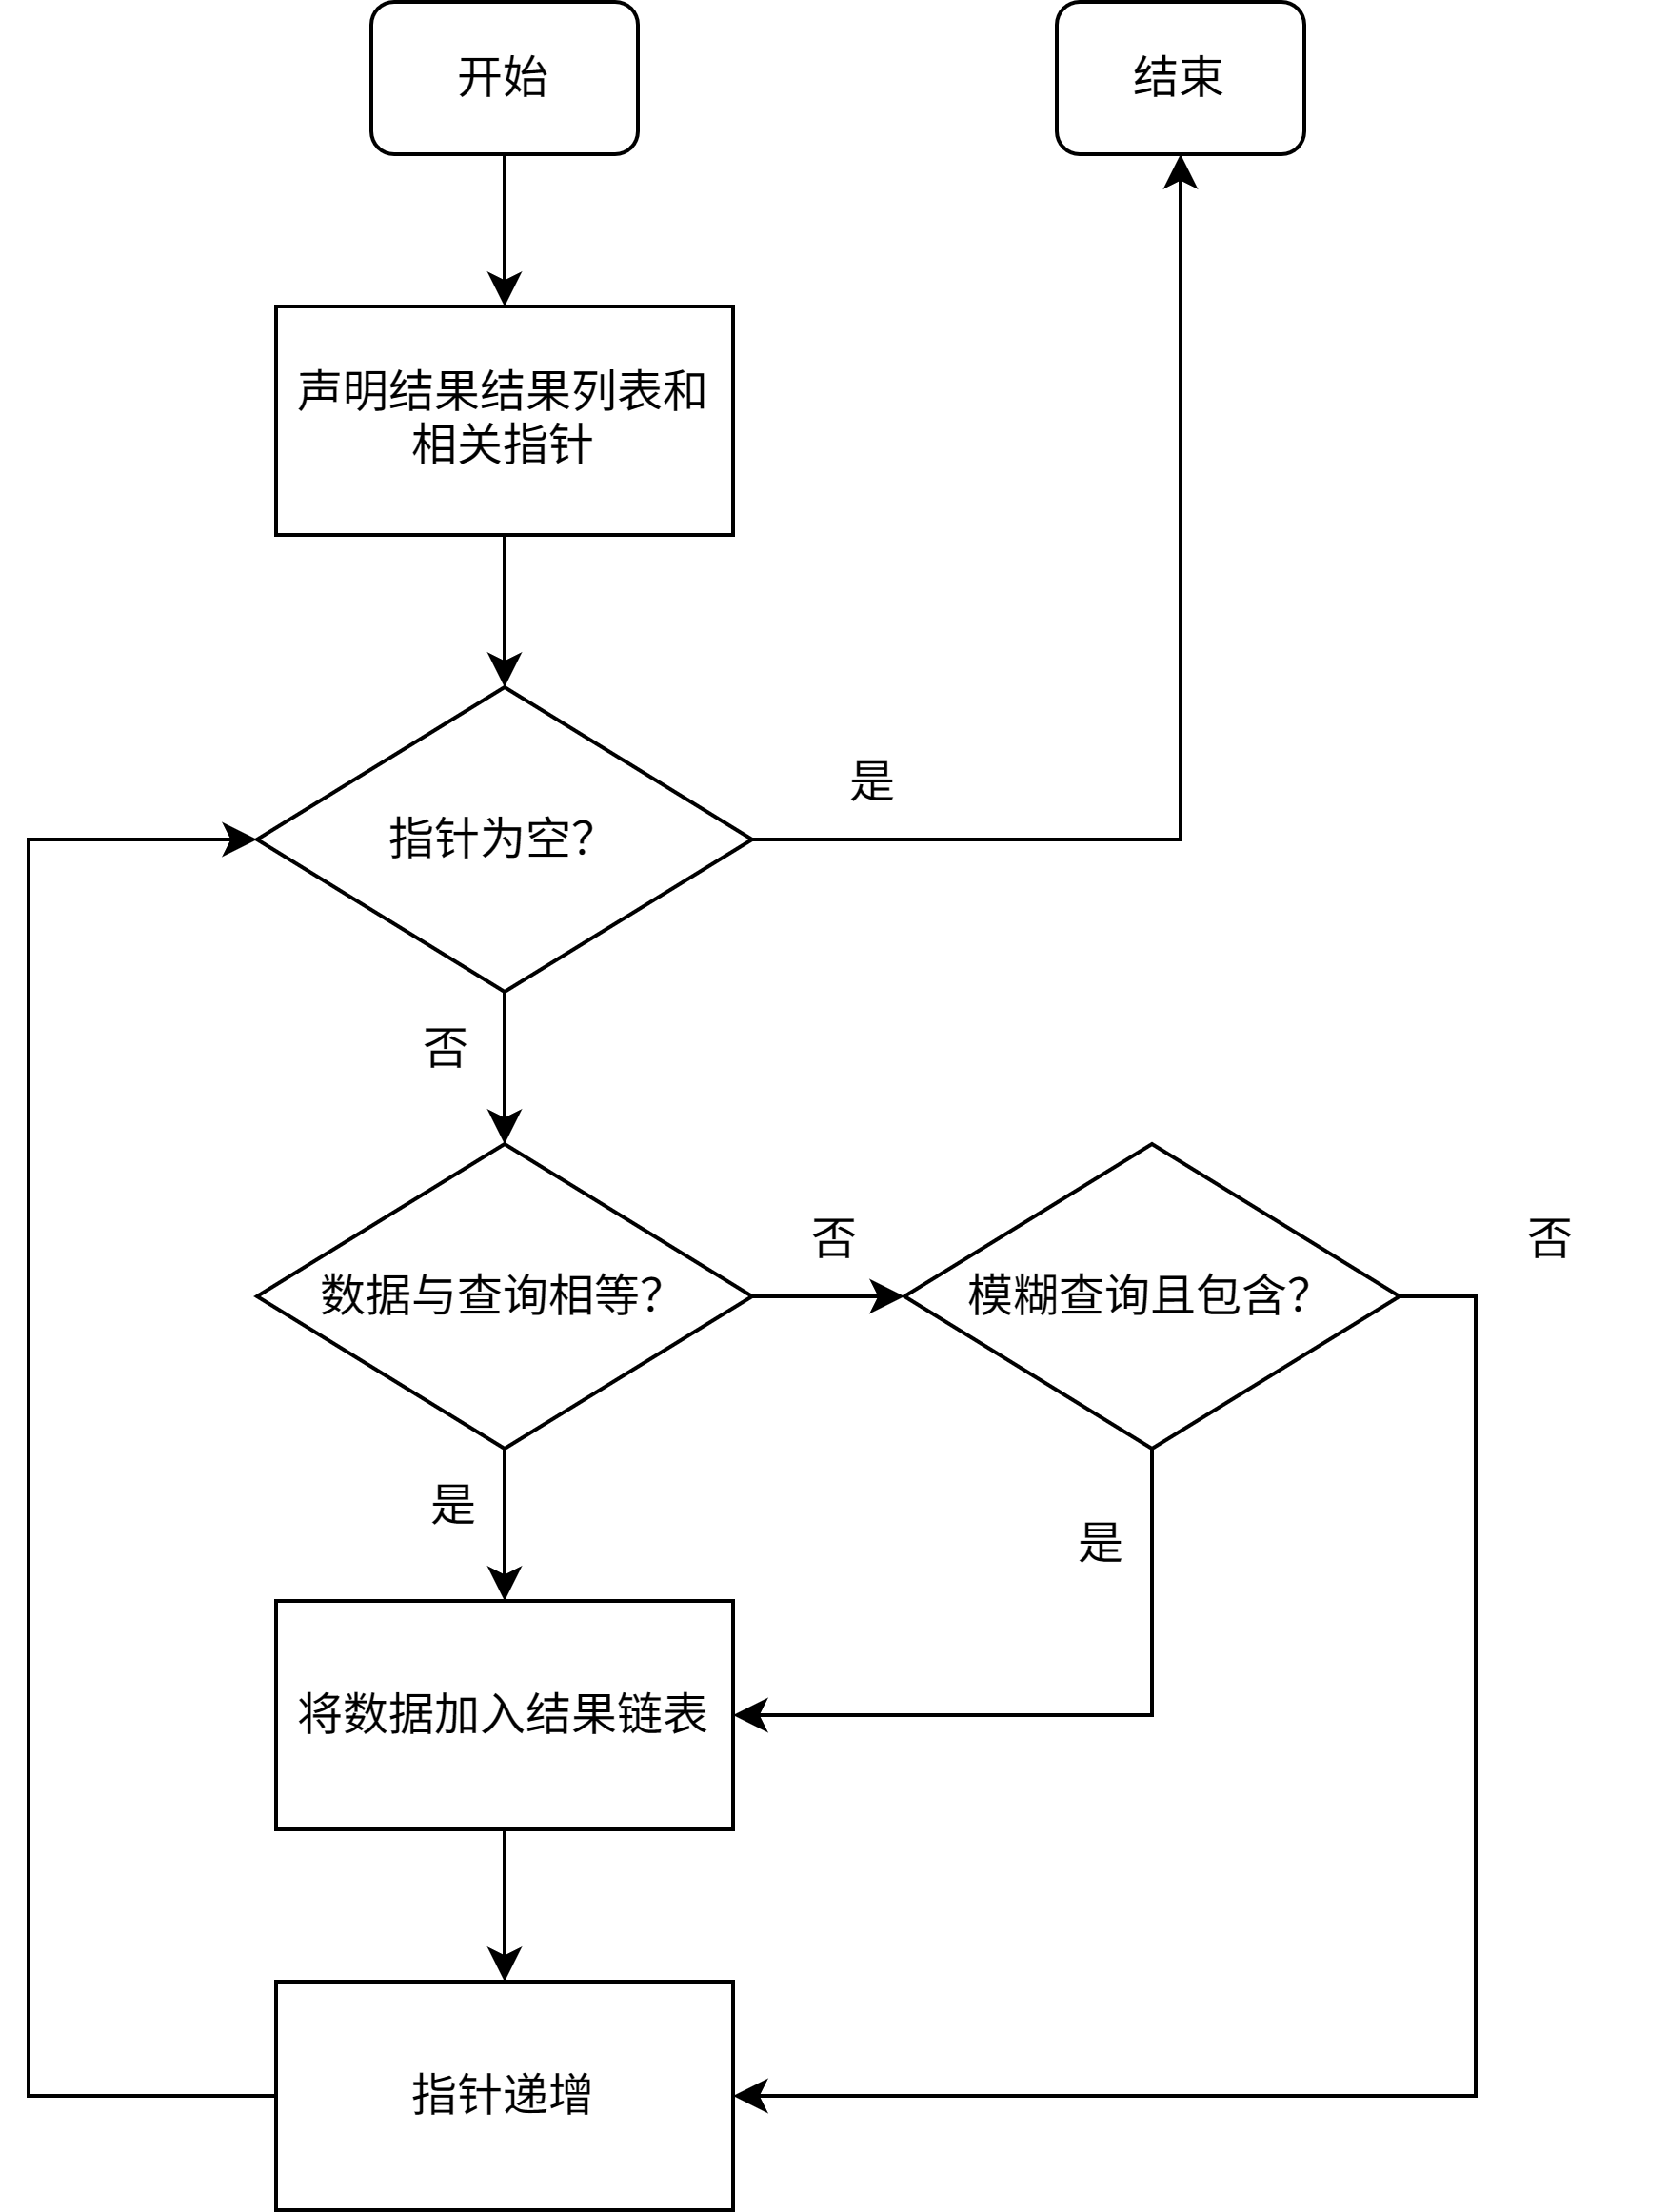 开始
结束
声明结果结果列表和
相关指针
是
指针为空?
否
否
否
数据与查询相等?
模糊查询且包含?
是
是
将数据加入结果链表
指针递增